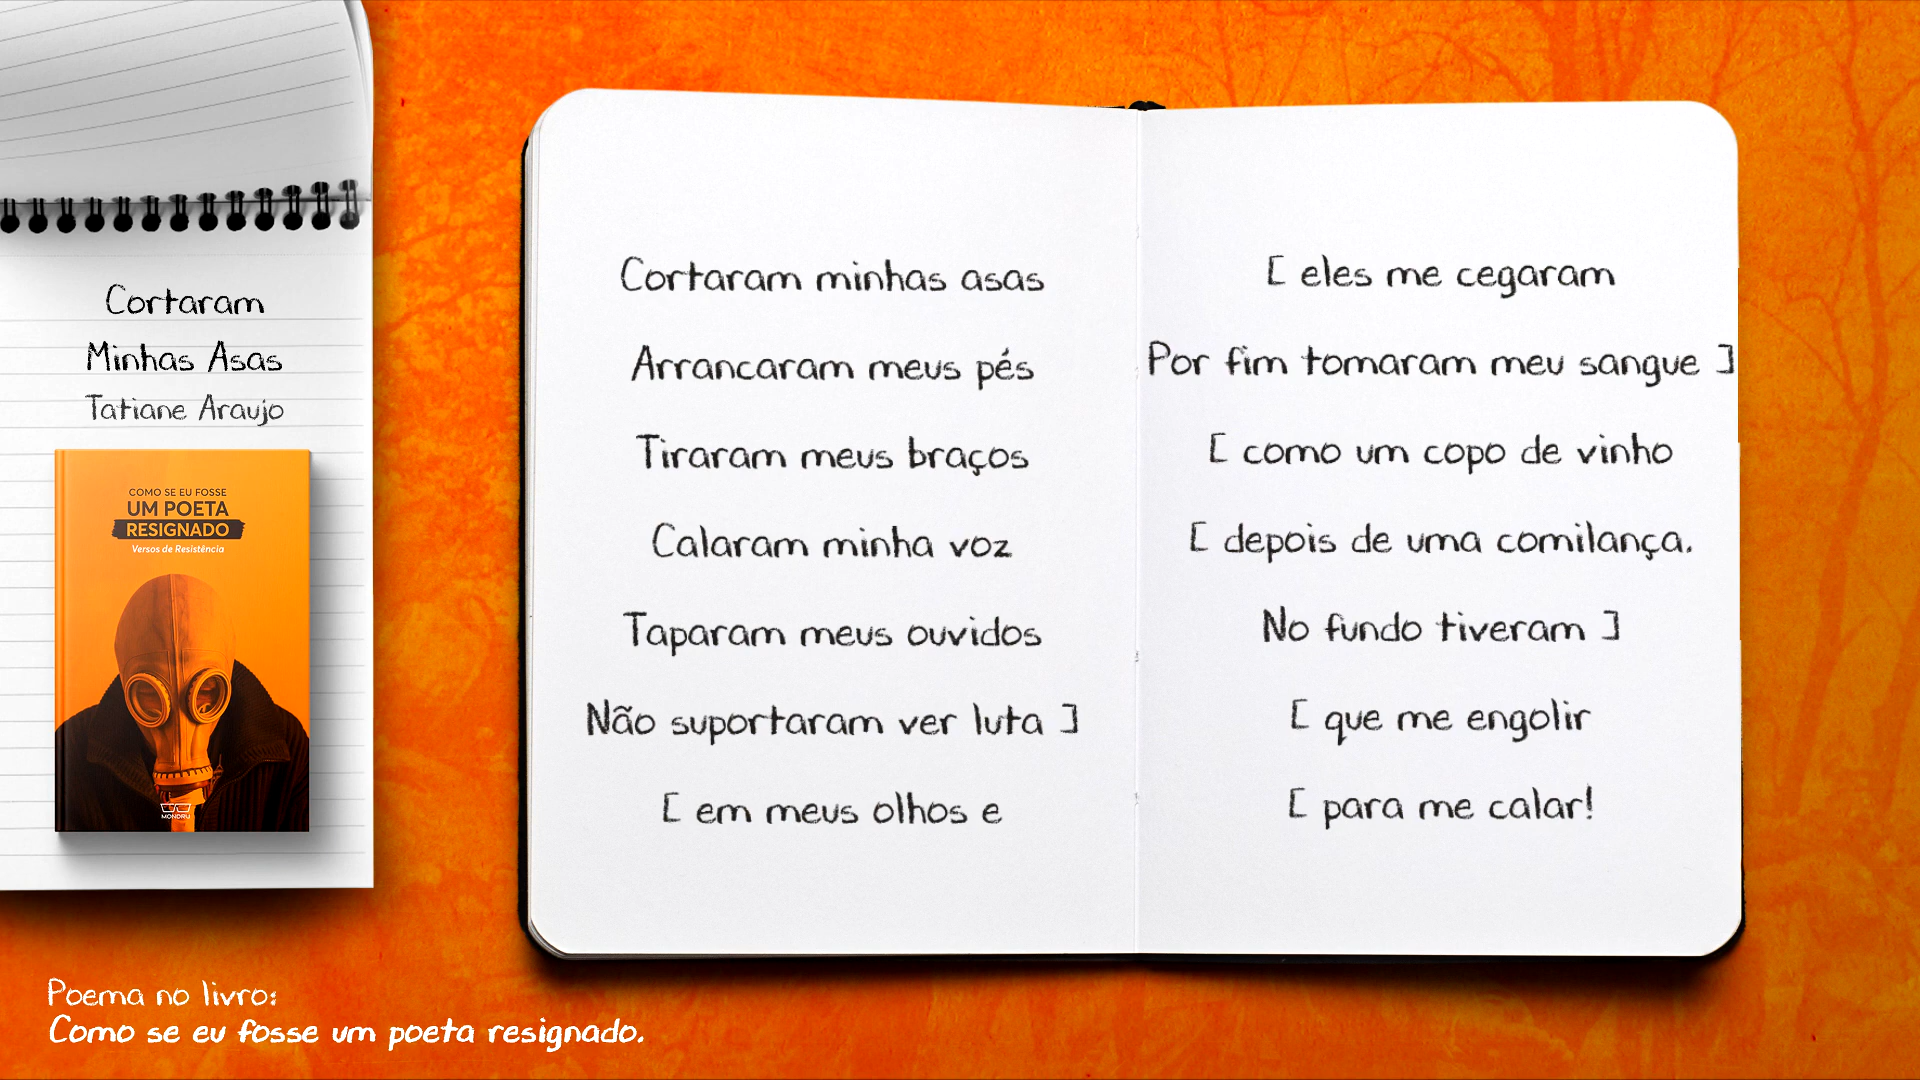 Cortaram
Minhas Asas
Tatiane Araujo
COMO SE EU FOSSE
UM POETA
RESIGNADO
Versos de Resistência
MONDRU
Poema no livro:
Como se eu fosse um poeta resignado.
Cortaram minhas asas
Arrancaram meus pés
Tiraram meus braços
Calaram minha voz
Taparam meus ouvidos
Não suportaram ver luta ]
[ em meus olhos e
[ eles me cegaram
Por fim tomaram meu sangue ]
[ como um copo de vinho
[ depois de uma comilança.
No fundo tiveram ]
[ que me engolir
[ para me calar!